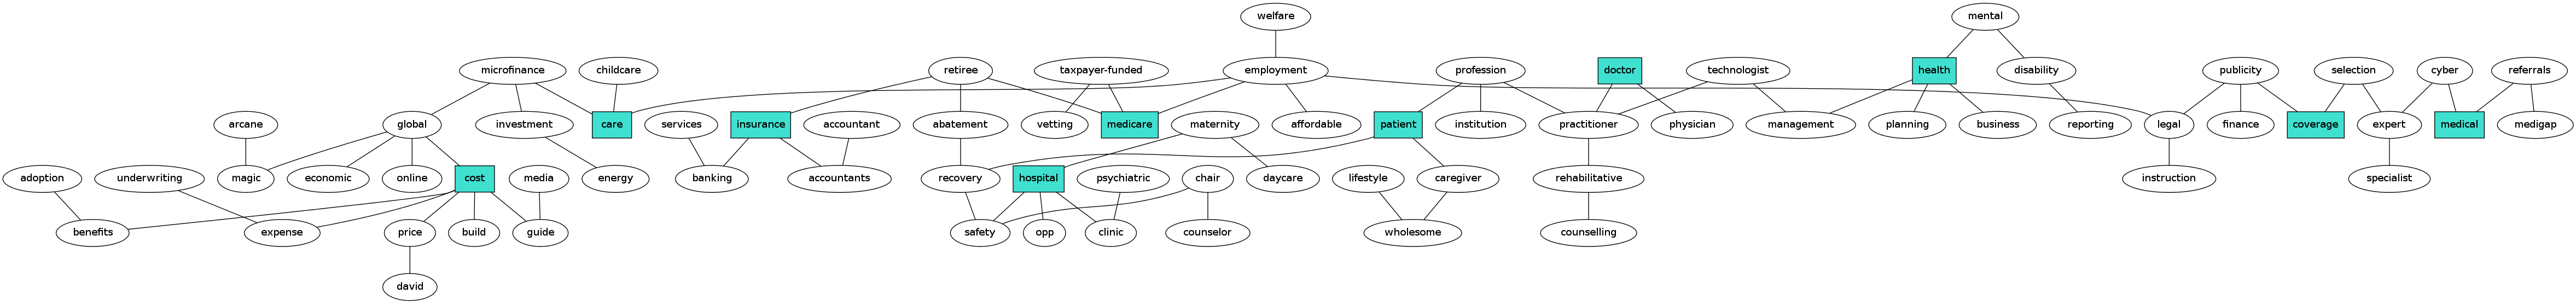 welfare
mental
microfinance
childcare
retiree
taxpayer-funded
employment
profession
doctor
technologist
health
disability
publicity
selection
cyber
referrals
arcane
global
investment
care
services
insurance
accountant
abatement
vetting
medicare
maternity
affordable
patient
institution
practitioner
physician
management
planning
business
reporting
legal
finance
coverage
expert
medical
medigap
adoption
underwriting
magic
economic
online
cost
media
energy
banking
accountants
recovery
hospital
psychiatric
chair
daycare
lifestyle
caregiver
rehabilitative
instruction
specialist
benefits
expense
price
build
guide
safety
opp
clinic
counselor
wholesome
counselling
david